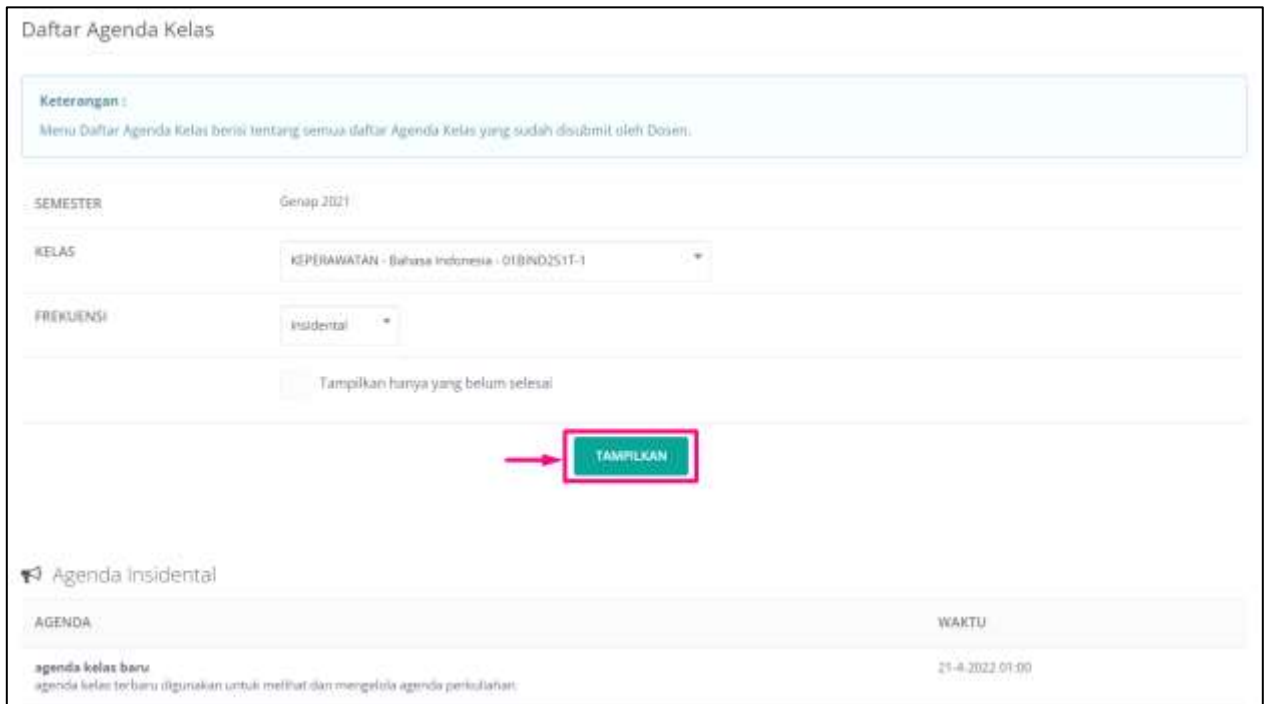 Daftar Agenda Kelas
Keterangan :
Menu Daftar Agenda Kelas berisi tentang semua daftar Agenda Kelas yang sudah disubmit oleh Dosen.
SEMESTER Genap 2021
KELAS KEPERAWATAN - Bahasa Indonesia - 01BIND2S1T-1
FREKUENSI Insidental
Tampilkan hanya yang belum selesai
TAMPILKAN
Agenda Insidental
AGENDA WAKTU
agenda kelas baru 21-4-2022 01:00
agenda kelas terbaru digunakan untuk melihat dan mengelola agenda perkuliahan